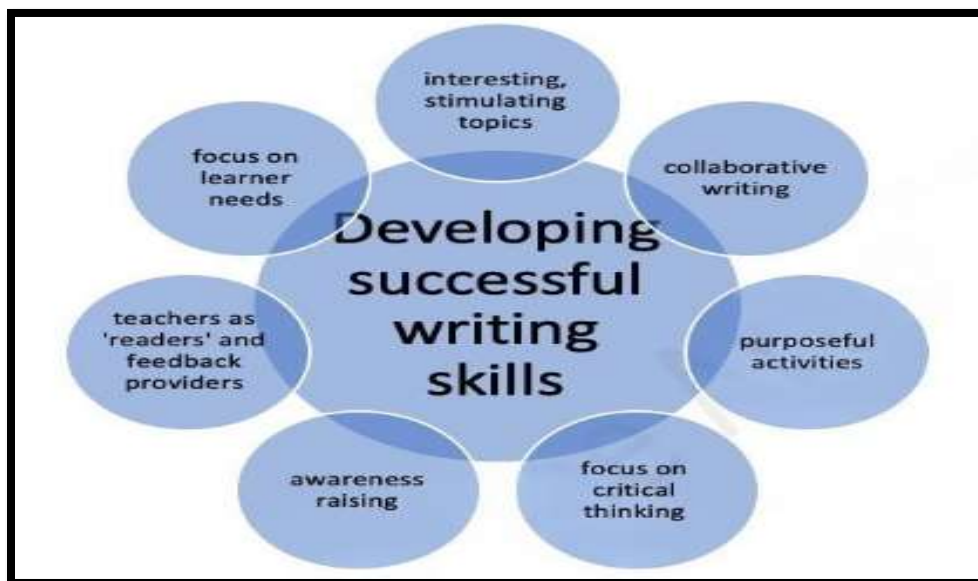 interesting,
stimulating
topics
collaborative
writing
purposeful
activities
focus on
critical
thinking
awareness
raising
teachers as
'readers' and
feedback
providers
focus on
learner
needs
Developing
successful
writing
skills